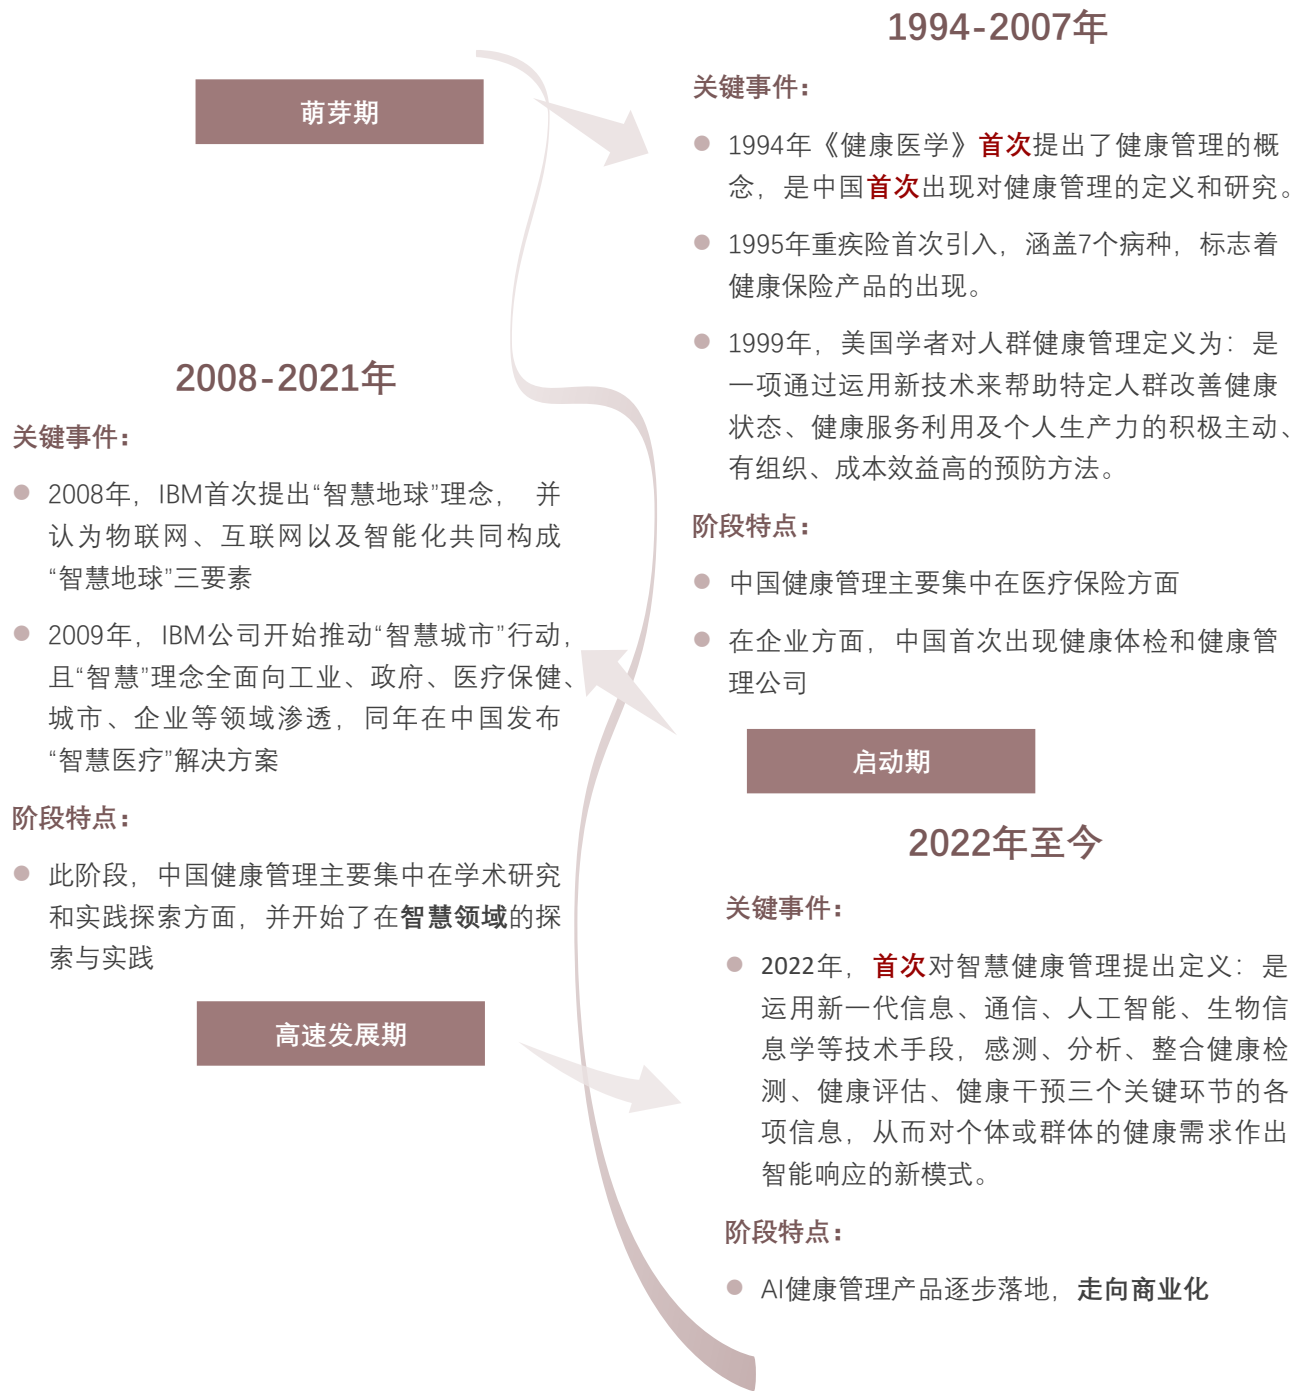 萌芽期
1994-2007年
关键事件：
1994年《健康医学》首次提出了健康管理的概
念，是中国首次出现对健康管理的定义和研究。
1995年重疾险首次引入，涵盖7个病种，标志着
健康保险产品的出现。
1999年，美国学者对人群健康管理定义为：是
一项通过运用新技术来帮助特定人群改善健康
状态、健康服务利用及个人生产力的积极主动、
有组织、成本效益高的预防方法。
阶段特点：
中国健康管理主要集中在医疗保险方面
在企业方面，中国首次出现健康体检和健康管
理公司
启动期
2008-2021年
关键事件：
2008年，IBM首次提出“智慧地球”理念， 并
认为物联网、互联网以及智能化共同构成
“智慧地球”三要素
2009年，IBM公司开始推动“智慧城市”行动，
且“智慧”理念全面向工业、政府、医疗保健、
城市、企业等领域渗透，同年在中国发布
“智慧医疗”解决方案
阶段特点：
此阶段，中国健康管理主要集中在学术研究
和实践探索方面，并开始了在智慧领域的探
索与实践
高速发展期
2022年至今
关键事件：
2022年，首次对智慧健康管理提出定义：是
运用新一代信息、通信、人工智能、生物信
息学等技术手段，感测、分析、整合健康检
测、健康评估、健康干预三个关键环节的各
项信息，从而对个体或群体的健康需求作出
智能响应的新模式。
阶段特点：
AI健康管理产品逐步落地，走向商业化